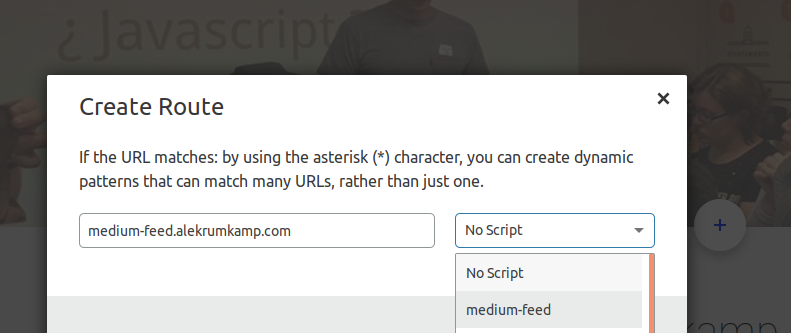 ¿ Javascript
Create Route
×
If the URL matches: by using the asterisk (*) character, you can create dynamic
patterns that can match many URLs, rather than just one.
medium-feed.alekrumkamp.com
No Script
+
No Script
medium-feed
kamp